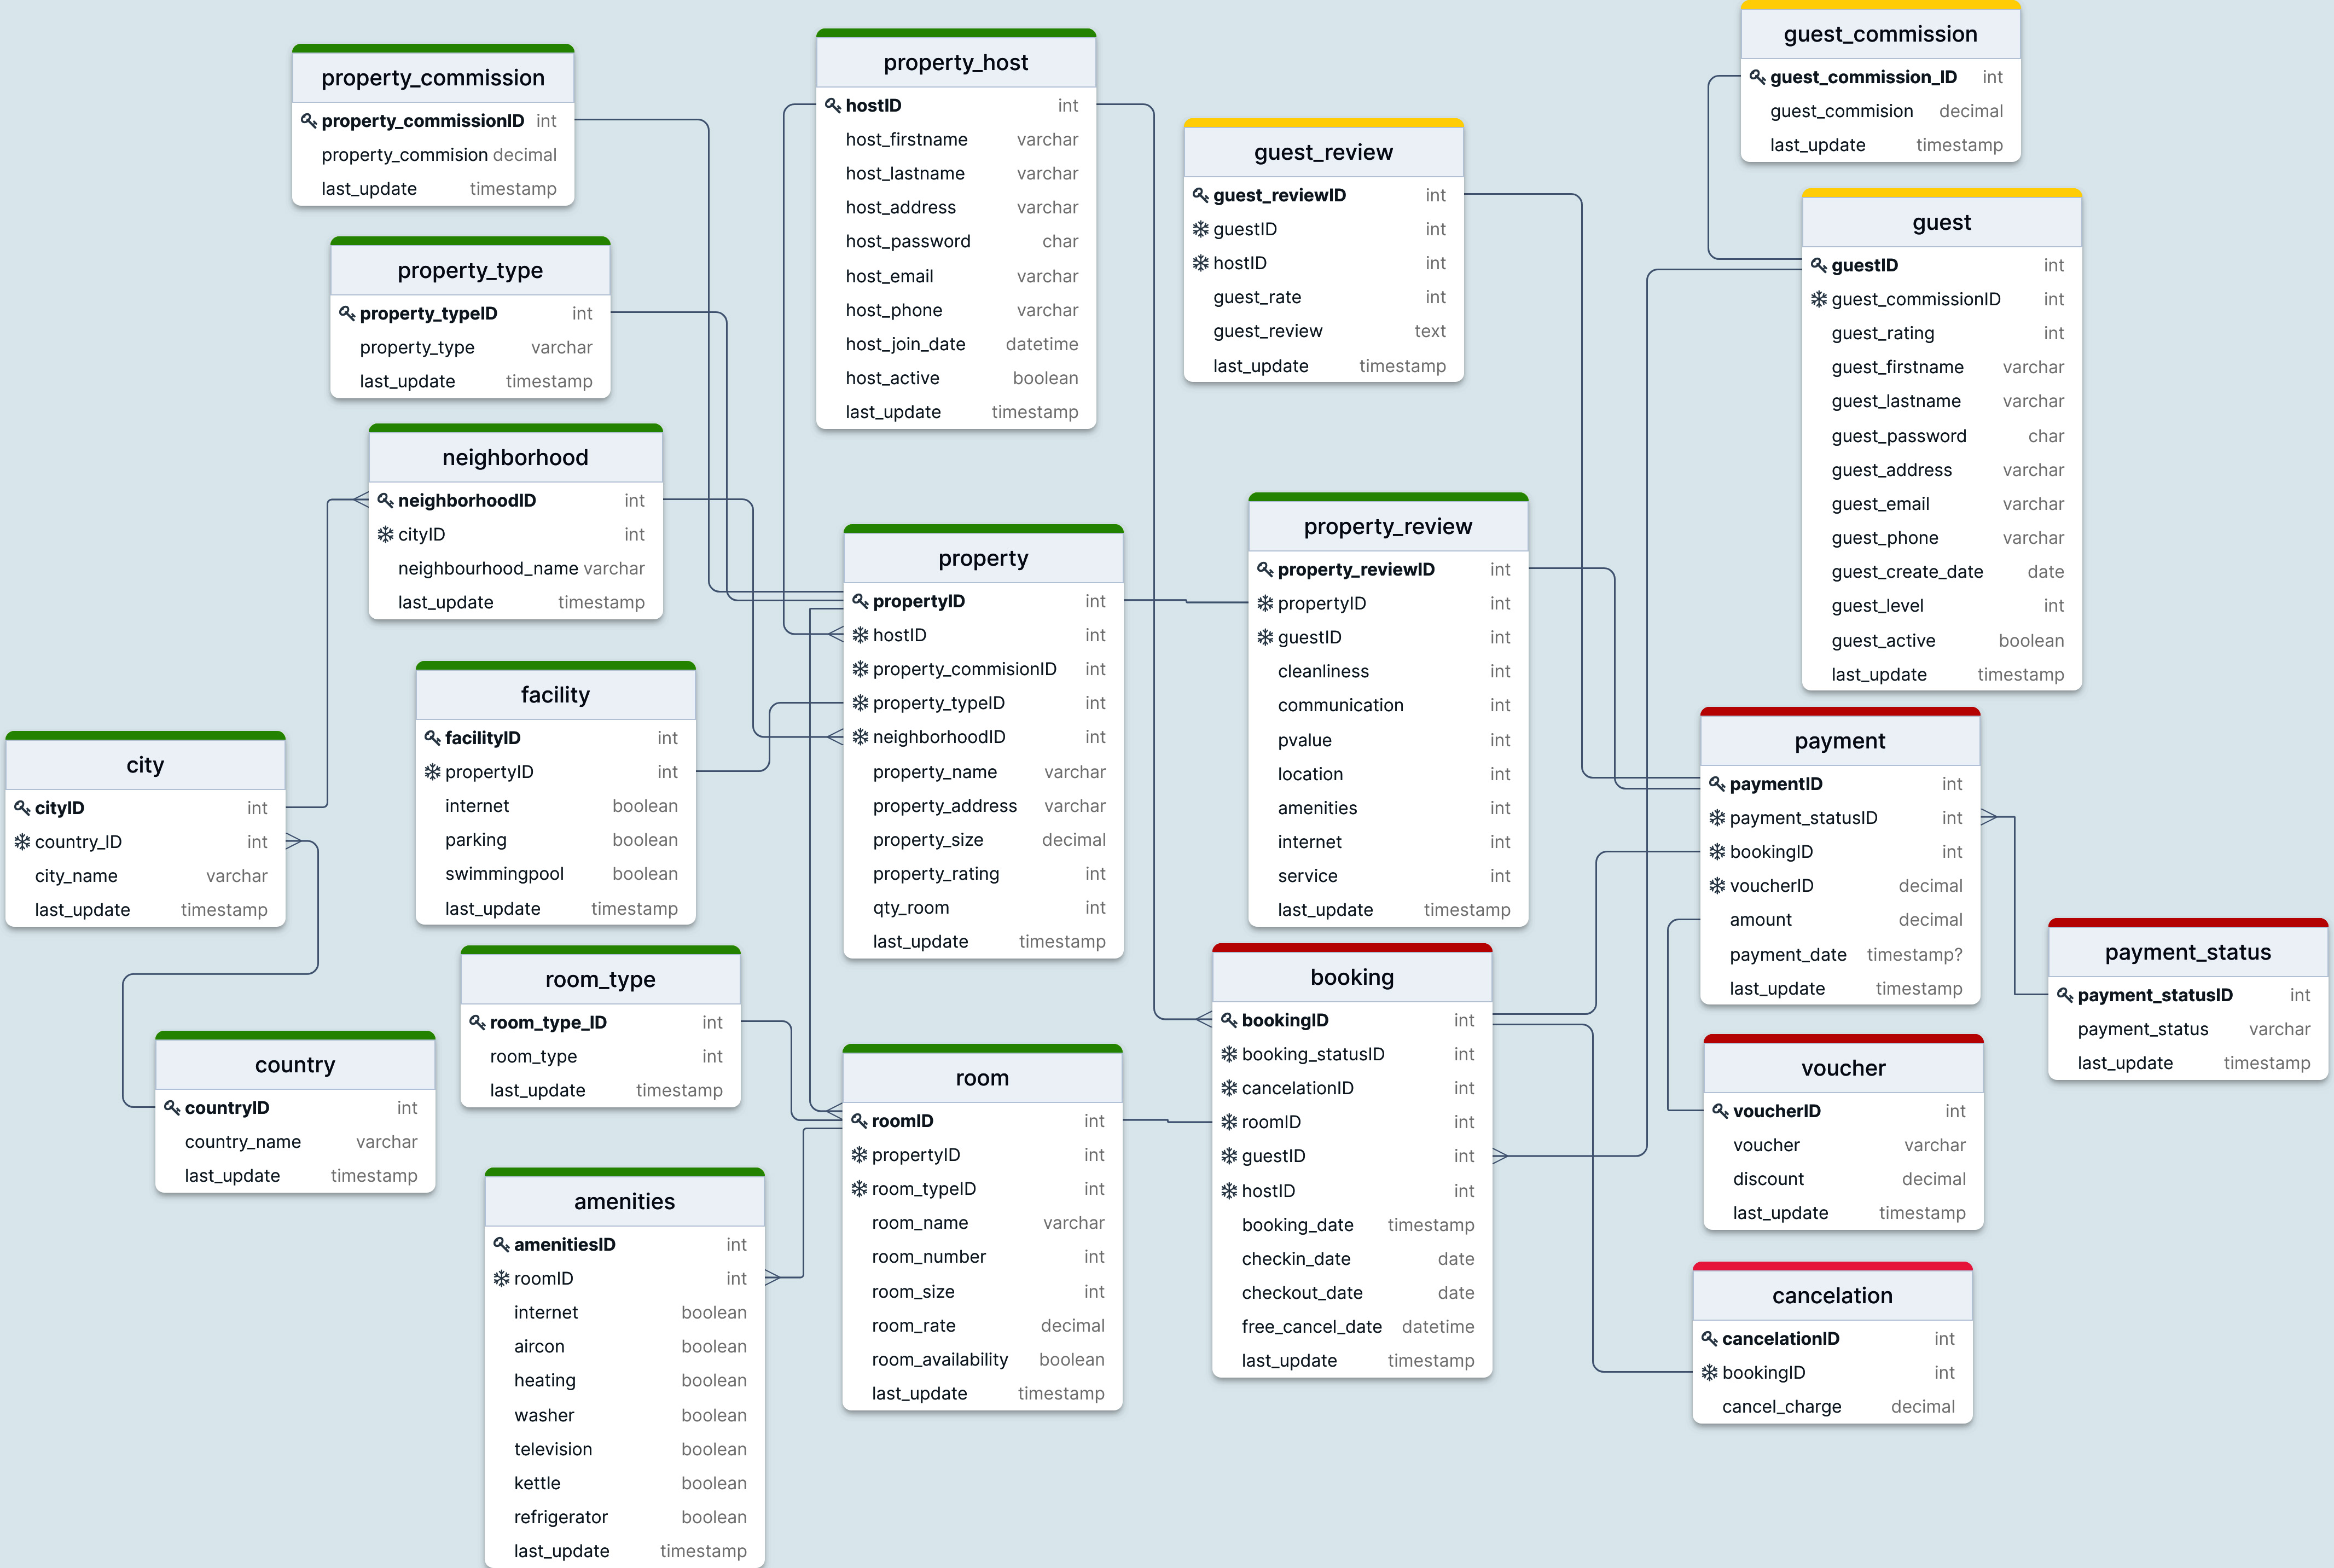 property_commission
property_commissionID int
property_commision decimal
last_update timestamp
property_type
property_typeID int
property_type varchar
last_update timestamp
neighborhood
neighborhoodID int
cityID int
neighbourhood_name varchar
last_update timestamp
facility
facilityID int
propertyID int
internet boolean
parking boolean
swimmingpool boolean
last_update timestamp
city
cityID int
country_ID int
city_name varchar
last_update timestamp
country
countryID int
country_name varchar
last_update timestamp
room_type
room_type_ID int
room_type int
last_update timestamp
amenities
amenitiesID int
roomID int
internet boolean
aircon boolean
heating boolean
washer boolean
television boolean
kettle boolean
refrigerator boolean
last_update timestamp
property_host
hostID int
host_firstname varchar
host_lastname varchar
host_address varchar
host_password char
host_email varchar
host_phone varchar
host_join_date datetime
host_active boolean
last_update timestamp
property
propertyID int
hostID int
property_commisionID int
property_typeID int
neighborhoodID int
property_name varchar
property_address varchar
property_size decimal
property_rating int
qty_room int
last_update timestamp
room
roomID int
propertyID int
room_typeID int
room_name varchar
room_number int
room_size int
room_rate decimal
room_availability boolean
last_update timestamp
guest_review
guest_reviewID int
guestID int
hostID int
guest_rate int
guest_review text
last_update timestamp
property_review
property_reviewID int
propertyID int
guestID int
cleanliness int
communication int
pvalue int
location int
amenities int
internet int
service int
last_update timestamp
booking
bookingID int
booking_statusID int
cancelationID int
roomID int
guestID int
hostID int
booking_date timestamp
checkin_date date
checkout_date date
free_cancel_date datetime
last_update timestamp
guest_commission
guest_commission_ID int
guest_commision decimal
last_update timestamp
guest
guestID int
guest_commissionID int
guest_rating int
guest_firstname varchar
guest_lastname varchar
guest_password char
guest_address varchar
guest_email varchar
guest_phone varchar
guest_create_date date
guest_level int
guest_active boolean
last_update timestamp
payment
paymentID int
payment_statusID int
bookingID int
voucherID decimal
amount decimal
payment_date timestamp?
last_update timestamp
payment_status
payment_statusID int
payment_status varchar
last_update timestamp
voucher
voucherID int
voucher varchar
discount decimal
last_update timestamp
cancelation
cancelationID int
bookingID int
cancel_charge decimal